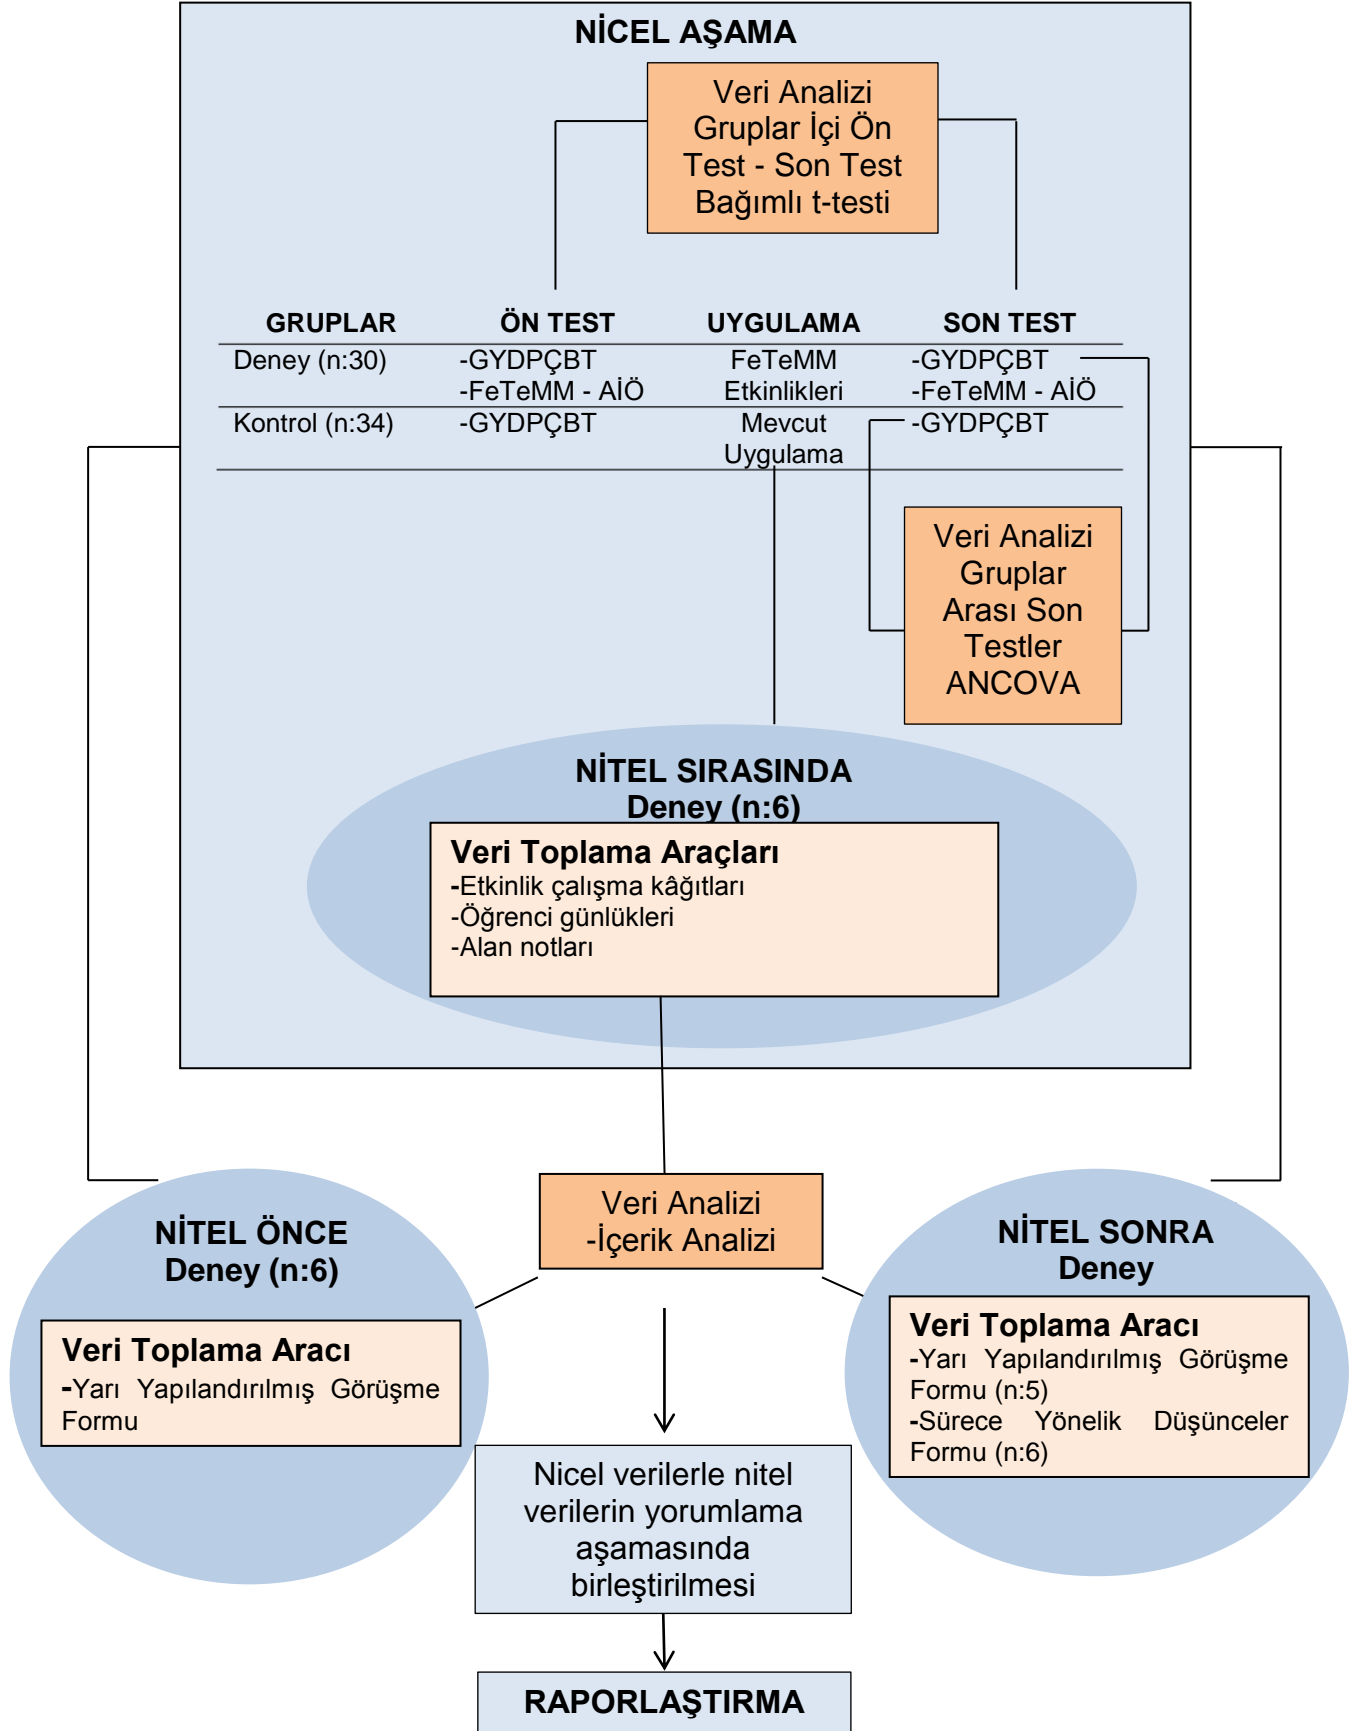 NİCEL AŞAMA
Veri Analizi
Gruplar İçi Ön
Test - Son Test
Bağımlı t-testi
GRUPLAR ÖN TEST UYGULAMA SON TEST
Deney (n:30) -GYDPÇBT FeTeMM -GYDPÇBT
-FeTeMM - AİÖ Etkinlikleri -FeTeMM - AİÖ
Kontrol (n:34) -GYDPÇBT Mevcut -GYDPÇBT
Uygulama
Veri Analizi
Gruplar
Arası Son
Testler
ANCOVA
NİTEL SIRASINDA
Deney (n:6)
Veri Toplama Araçları
-Etkinlik çalışma kâğıtları
-Öğrenci günlükleri
-Alan notları
Veri Analizi
-İçerik Analizi
NİTEL ÖNCE
Deney (n:6)
Veri Toplama Aracı
-Yarı Yapılandırılmış Görüşme
Formu
NİTEL SONRA
Deney
Veri Toplama Aracı
-Yarı Yapılandırılmış Görüşme
Formu (n:5)
-Sürece Yönelik Düşünceler
Formu (n:6)
Nicel verilerle nitel
verilerin yorumlama
aşamasında
birleştirilmesi
RAPORLAŞTIRMA